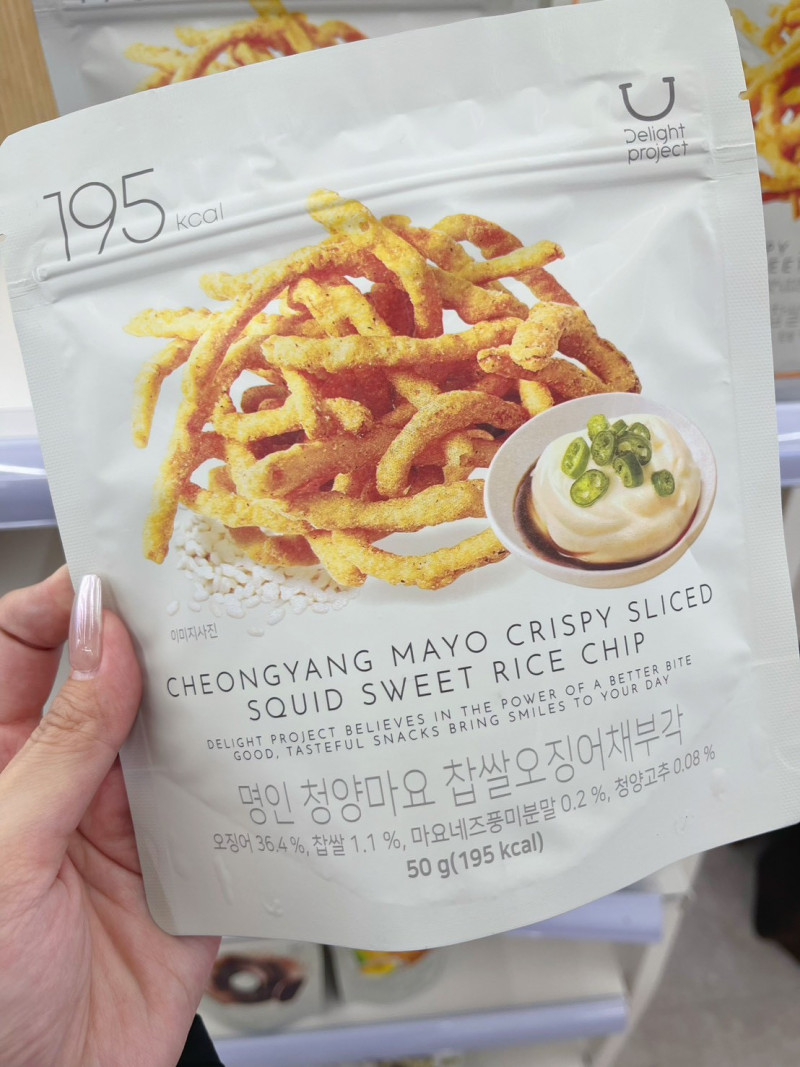 Delight
project
195 kcal
이미지사진
CHEONGYANG MAYO CRISPY SLICED
SQUID SWEET RICE CHIP
DELIGHT PROJECT BELIEVES IN THE POWER OF A BETTER BITE
GOOD, TASTEFUL SNACKS BRING SMILES TO YOUR DAY
명인 청양마요 찹쌀오징어채부각
오징어 36.4 %, 찹쌀 1.1 %, 마요네즈풍미분말 0.2 %, 청양고추 0.08 %
50 g(195 kcal)